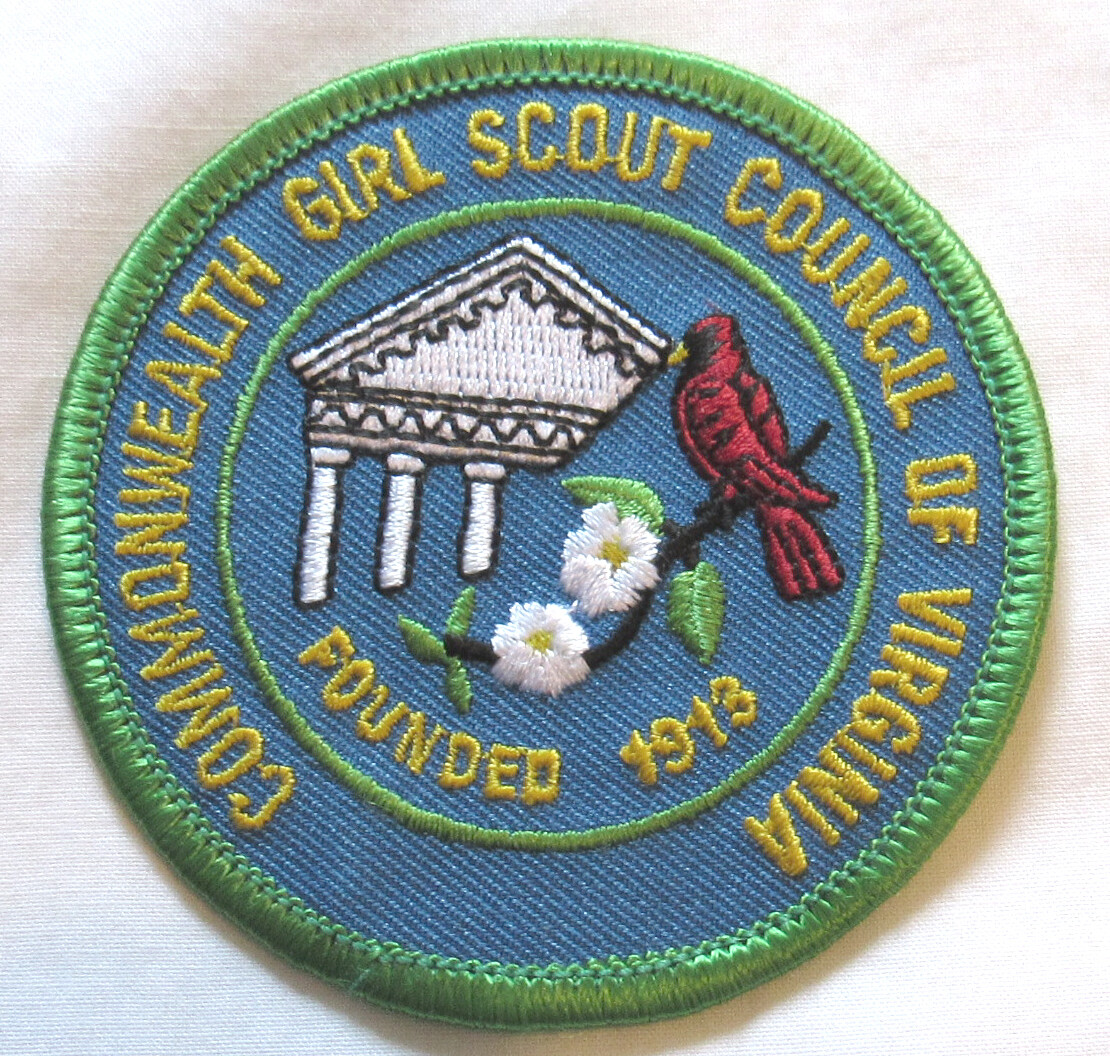 COMMONWEALTH GIRL SCOUT COUNCIL OF VIRGINIA
FOUNDED 1913